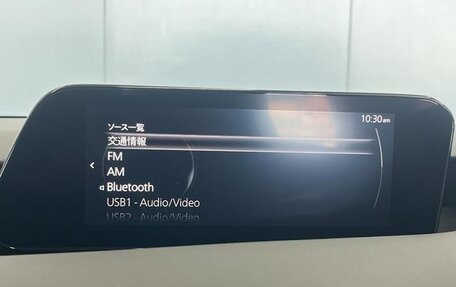 10:30am
ソース一覧
交通情報
FM
AM
Bluetooth
USB1 - Audio/Video
USB2 - Audio/Video